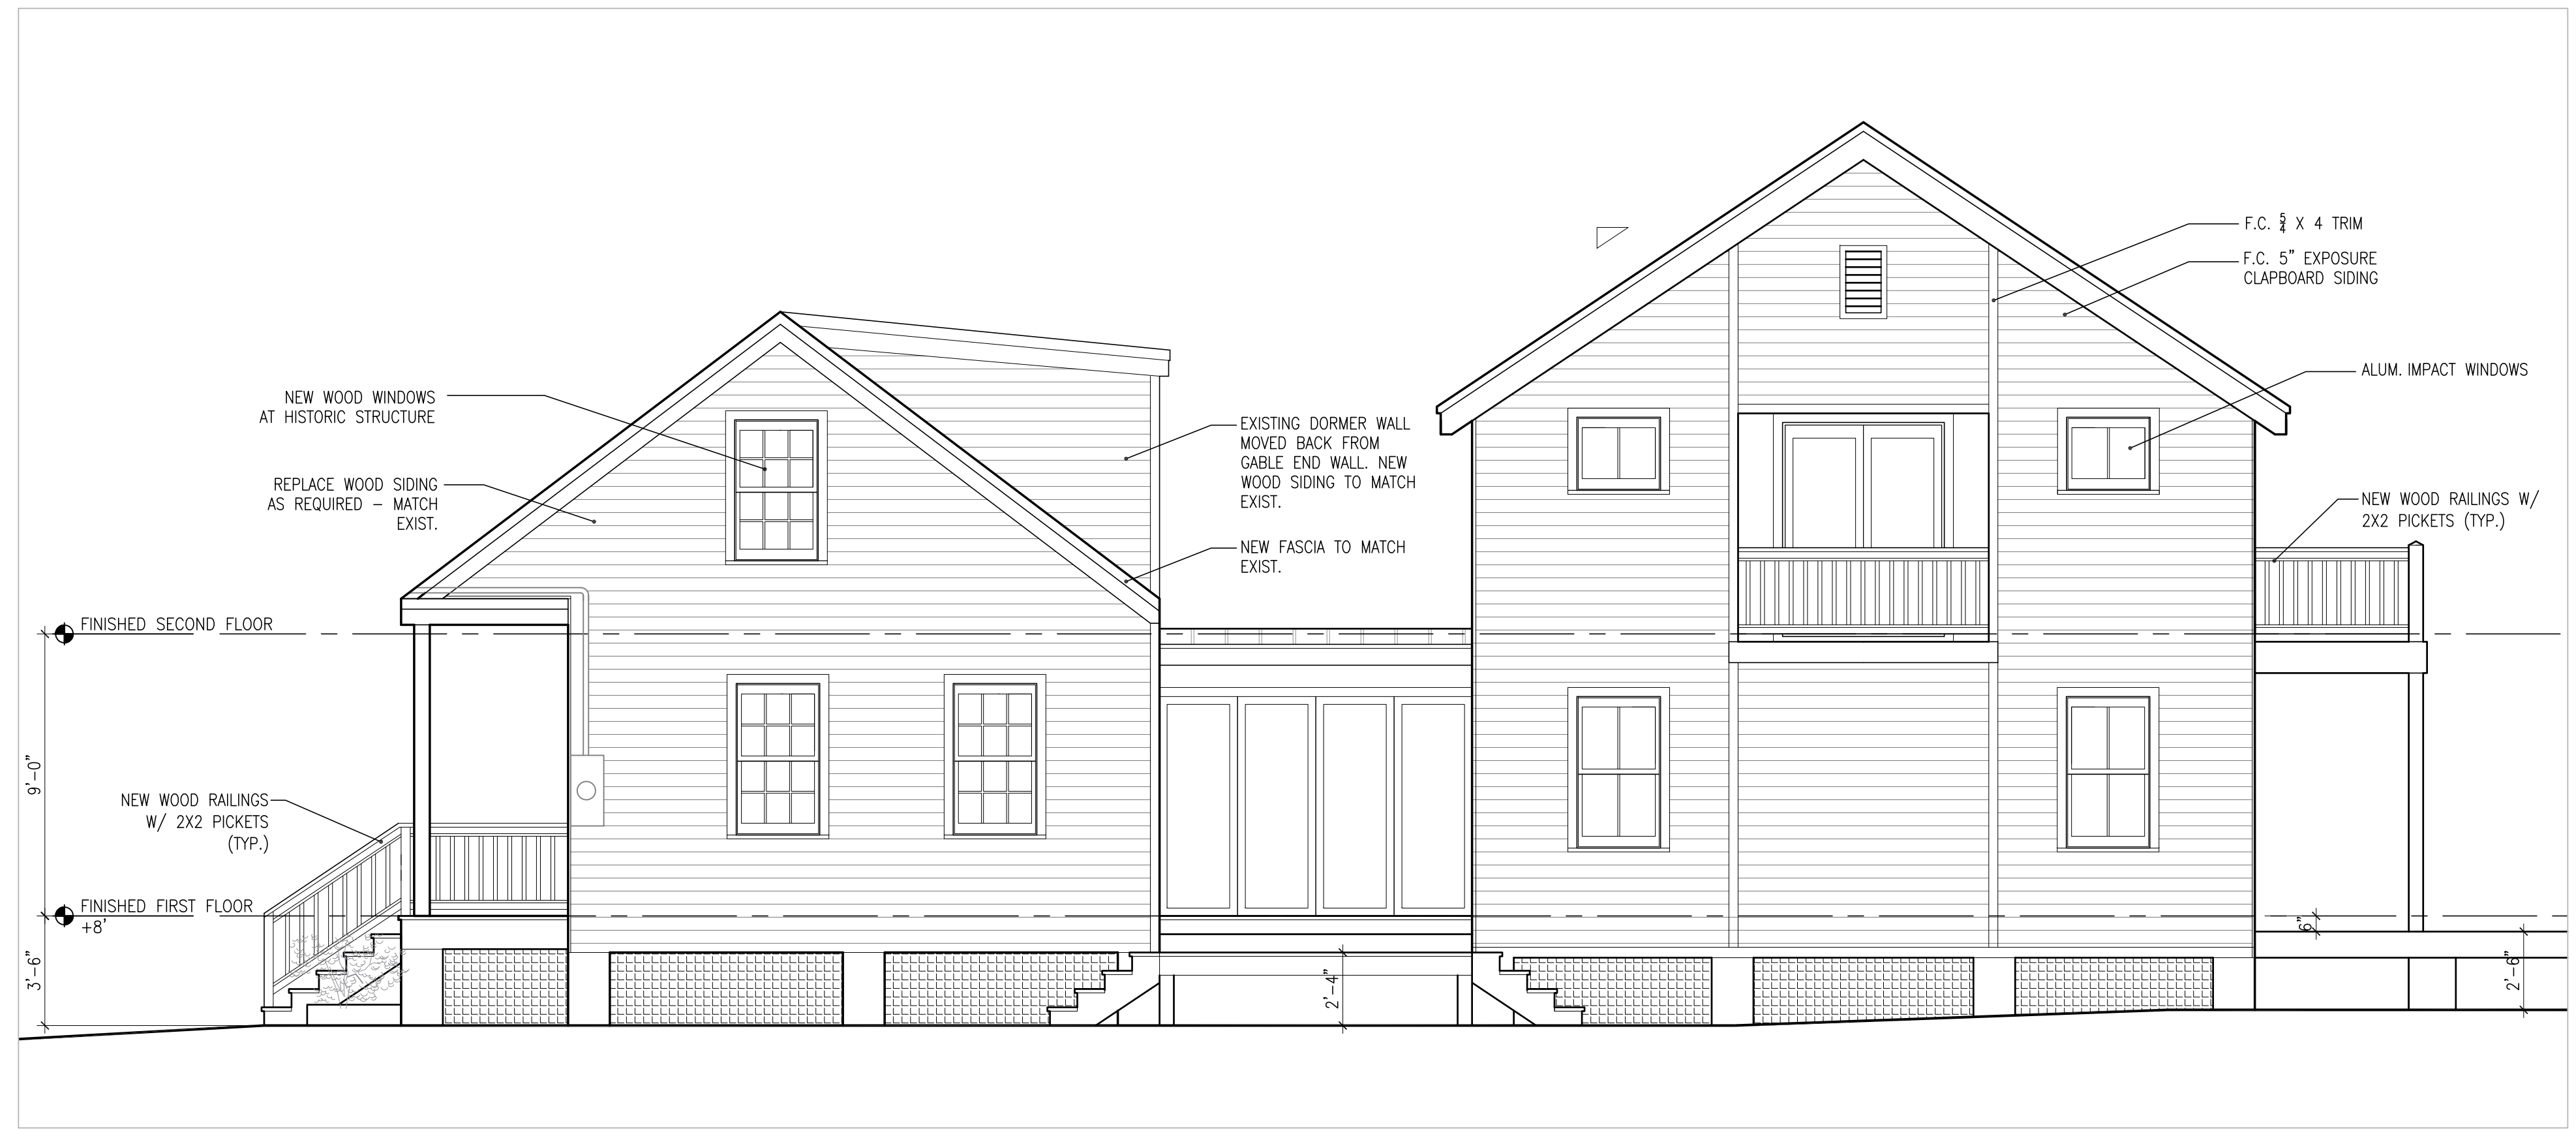 F.C. 5/4 X 4 TRIM
F.C. 5" EXPOSURE
CLAPBOARD SIDING
ALUM. IMPACT WINDOWS
NEW WOOD WINDOWS
AT HISTORIC STRUCTURE
EXISTING DORMER WALL
MOVED BACK FROM
GABLE END WALL. NEW
WOOD SIDING TO MATCH
EXIST.
REPLACE WOOD SIDING
AS REQUIRED – MATCH
EXIST.
NEW WOOD RAILINGS W/
2X2 PICKETS (TYP.)
NEW FASCIA TO MATCH
EXIST.
FINISHED SECOND FLOOR
9'-0"
NEW WOOD RAILINGS
W/ 2X2 PICKETS
(TYP.)
FINISHED FIRST FLOOR
+8'
6"
3'-6"
2'-4"
2'-6"